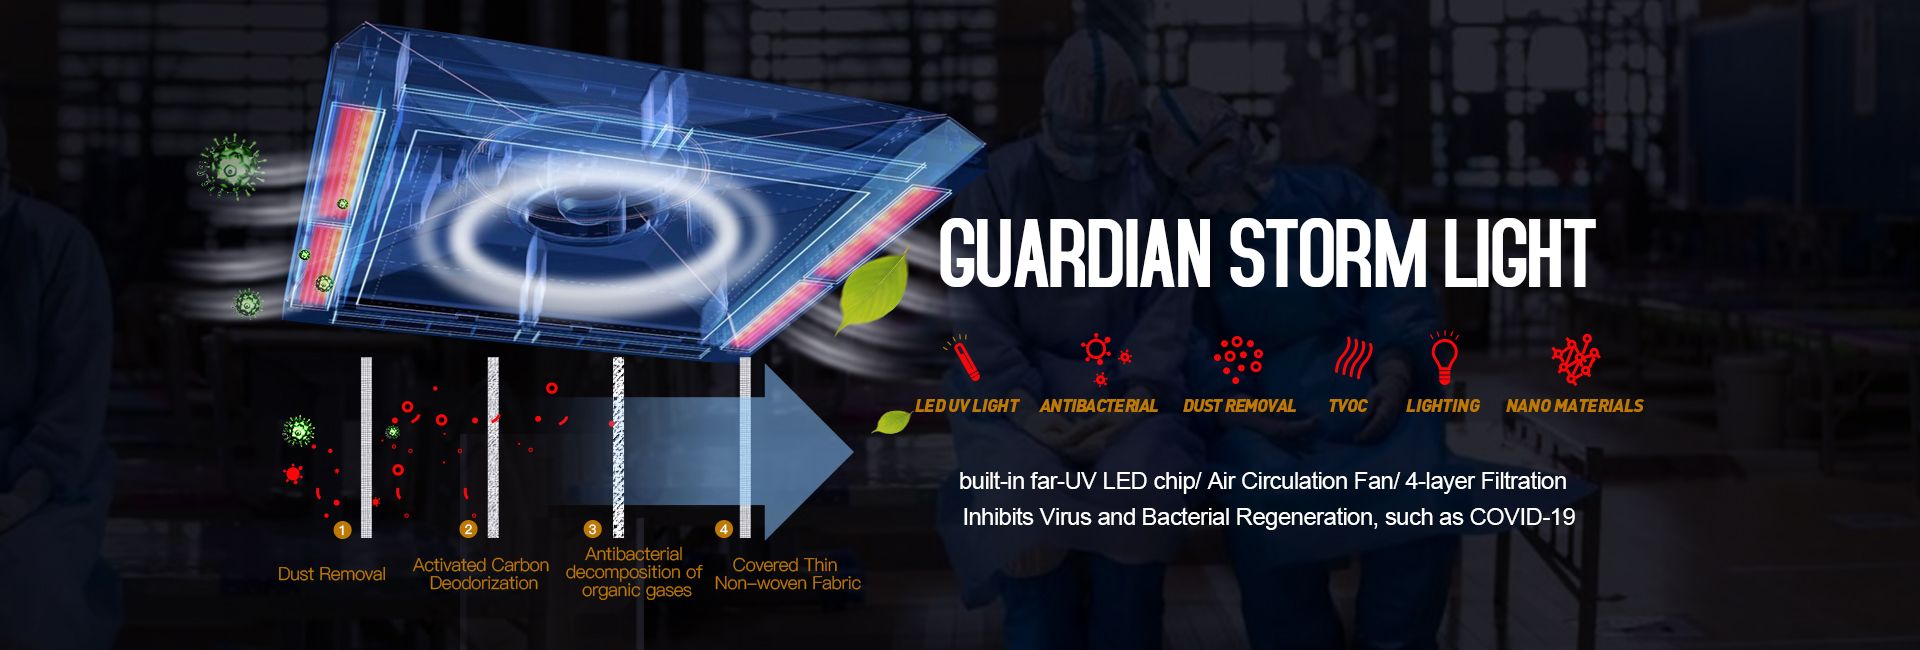 GUARDIAN STORM LIGHT
LED UV LIGHT
ANTIBACTERIAL
DUST REMOVAL
TVOC
LIGHTING
NANO MATERIALS
built-in far-UV LED chip/ Air Circulation Fan/ 4-layer Filtration
Inhibits Virus and Bacterial Regeneration, such as COVID-19
1
Dust Removal
2
Activated Carbon
Deodorization
3
Antibacterial
decomposition of
organic gases
4
Covered Thin
Non-woven Fabric